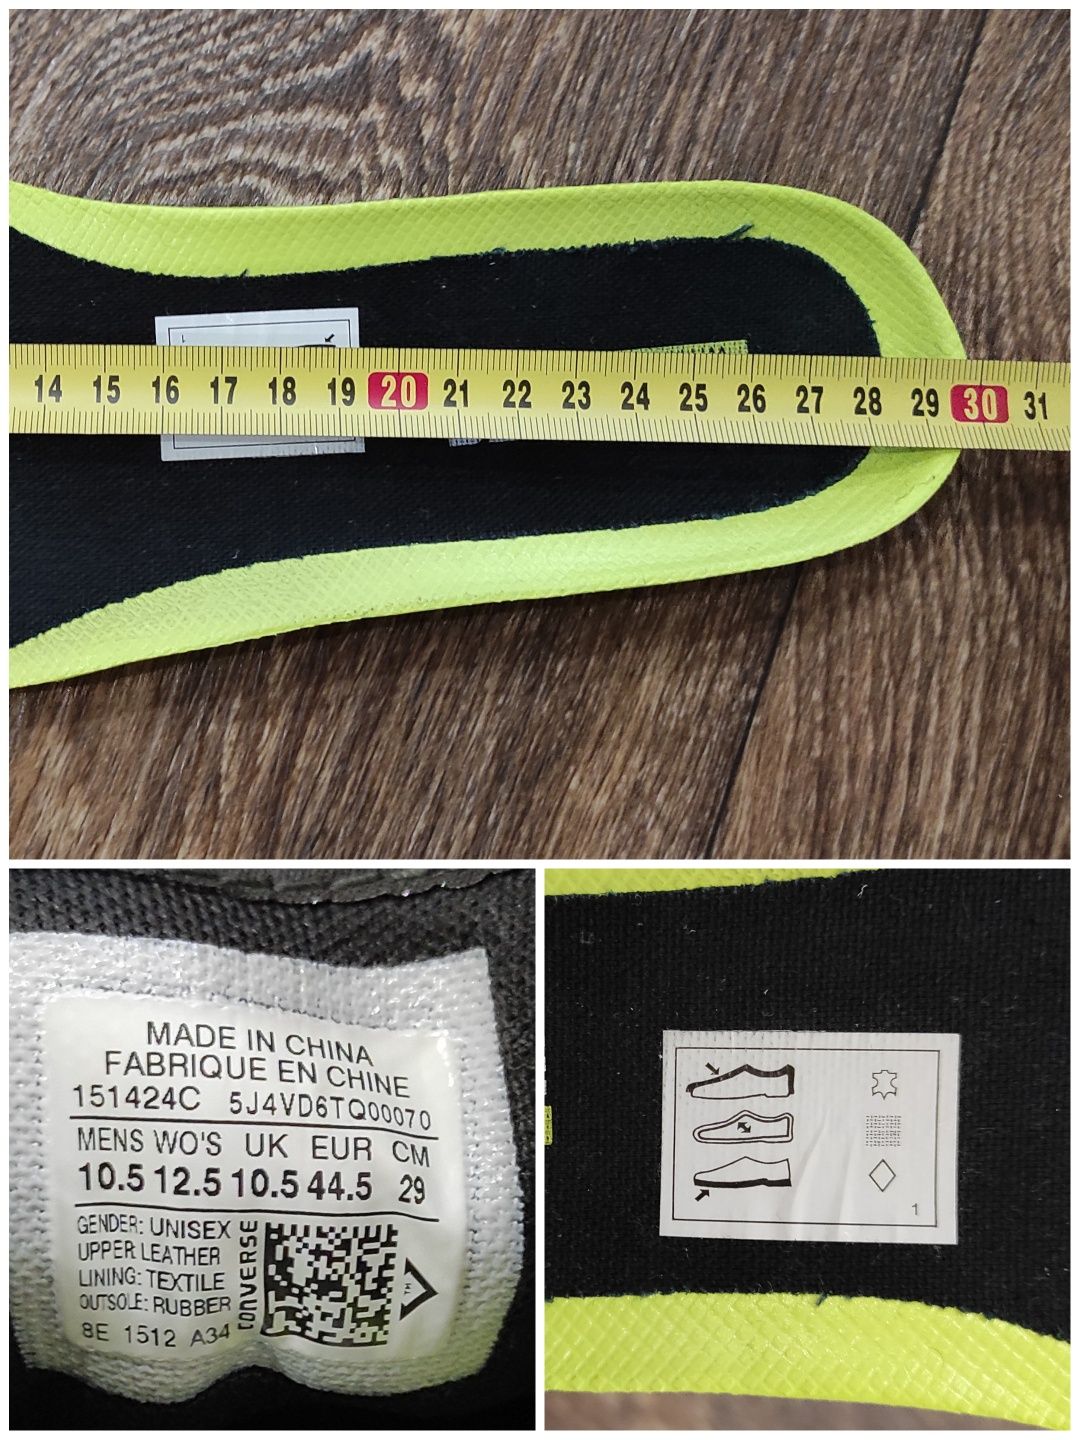 14 15 16 17 18 19 20 21 22 23 24 25 26 27 28 29 30 31
MADE IN CHINA
FABRIQUE EN CHINE
151424C 5J4VD6TQ00070
MENS WO'S UK EUR CM
10.5 12.5 10.5 44.5 29
GENDER: UNISEX
UPPER: LEATHER
LINING: TEXTILE
OUTSOLE: RUBBER
8E 1512 A34
CONVERSE
TM
1